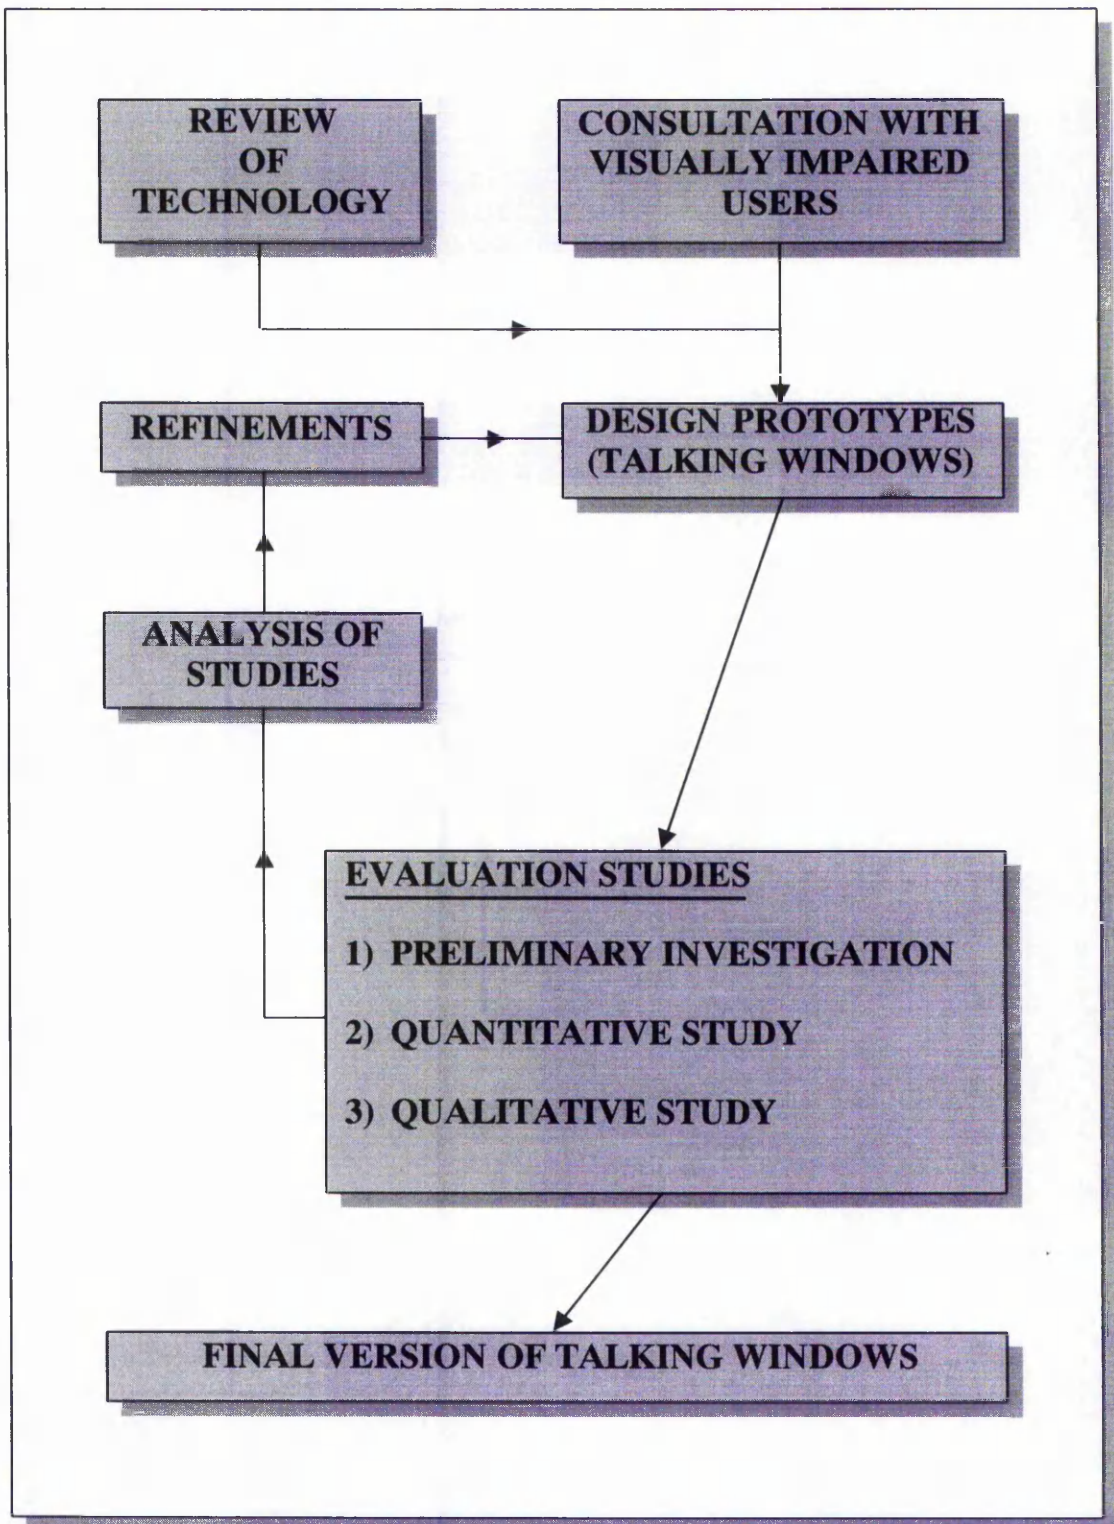 REVIEW
OF
TECHNOLOGY
CONSULTATION WITH
VISUALLY IMPAIRED
USERS
REFINEMENTS
DESIGN PROTOTYPES
(TALKING WINDOWS)
ANALYSIS OF
STUDIES
EVALUATION STUDIES
1) PRELIMINARY INVESTIGATION
2) QUANTITATIVE STUDY
3) QUALITATIVE STUDY
FINAL VERSION OF TALKING WINDOWS